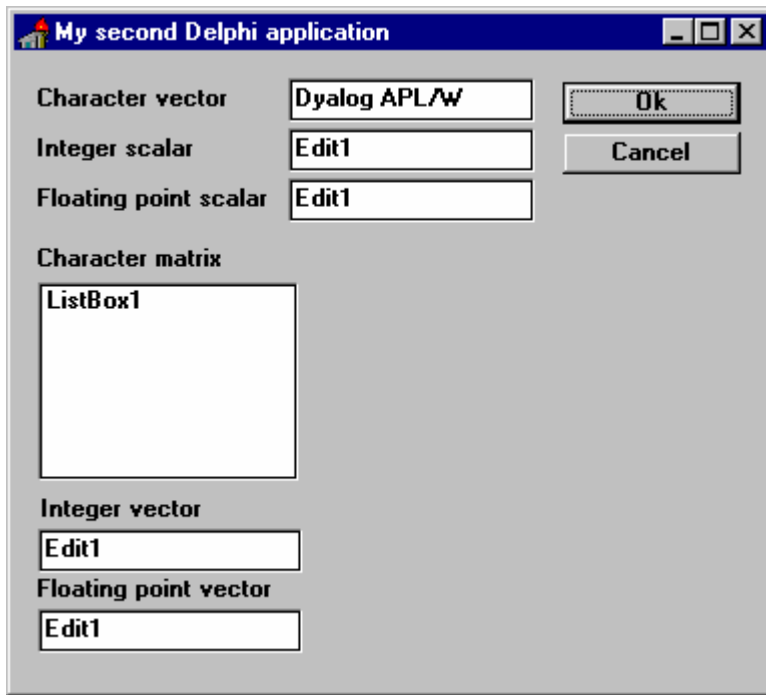 My second Delphi application
Character vector Dyalog APL/W Ok
Integer scalar Edit1 Cancel
Floating point scalar Edit1
Character matrix
ListBox1
Integer vector
Edit1
Floating point vector
Edit1